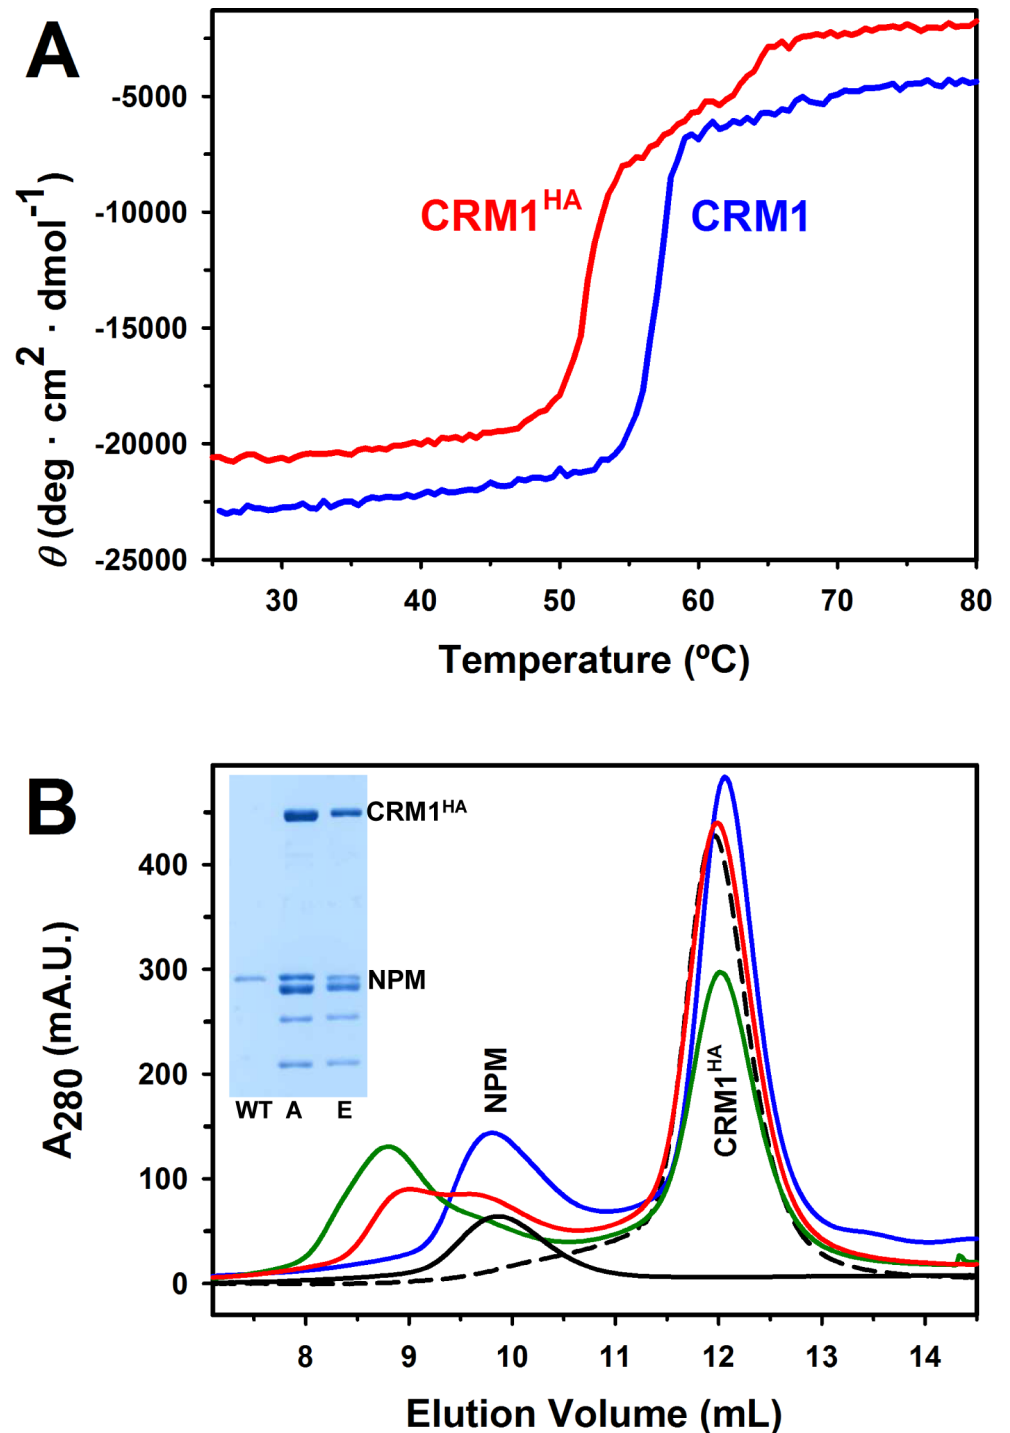 A
-5000
-10000
-15000
-20000
-25000
θ (deg · cm² · dmol⁻¹)
CRM1ᴴᴬ
CRM1
30 40 50 60 70 80
Temperature (ºC)
B
CRM1ᴴᴬ
NPM
WT A E
400
300
200
100
0
A280 (mA.U.)
NPM
CRM1ᴴᴬ
8 9 10 11 12 13 14
Elution Volume (mL)